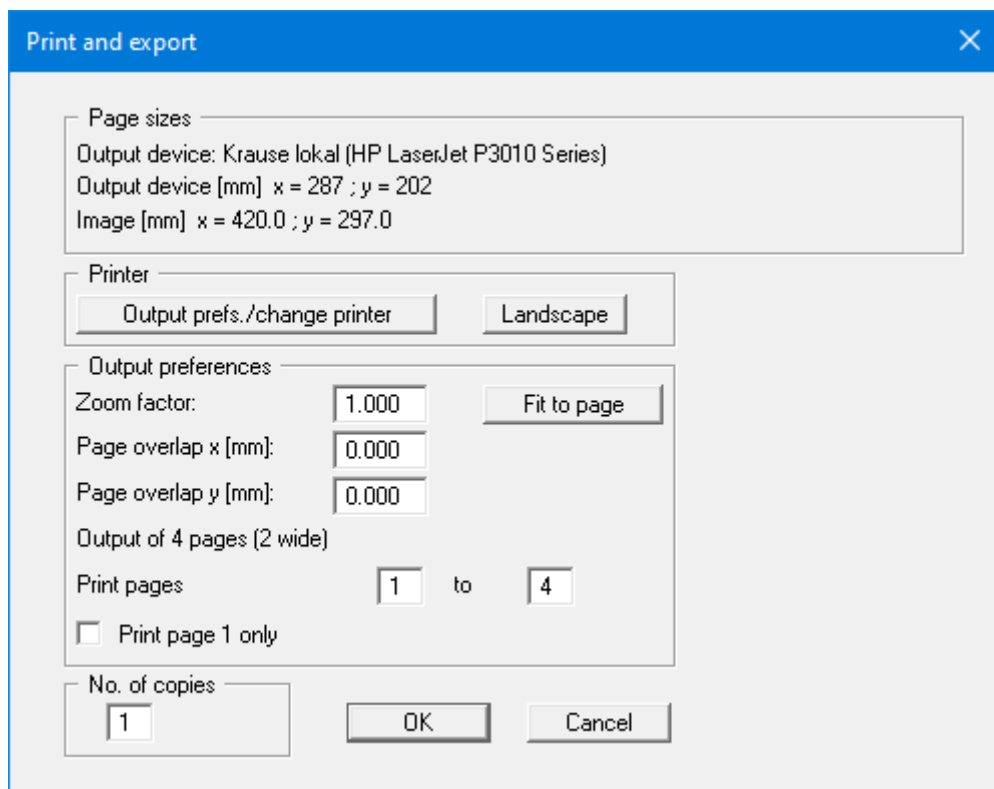 Print and export
Page sizes
Output device: Krause lokal (HP LaserJet P3010 Series)
Output device [mm]  x = 287 ; y = 202
Image [mm]  x = 420.0 ; y = 297.0
Printer
Output prefs./change printer
Landscape
Output preferences
Zoom factor: 1.000 Fit to page
Page overlap x [mm]: 0.000
Page overlap y [mm]: 0.000
Output of 4 pages (2 wide)
Print pages 1 to 4
Print page 1 only
No. of copies
1
OK
Cancel